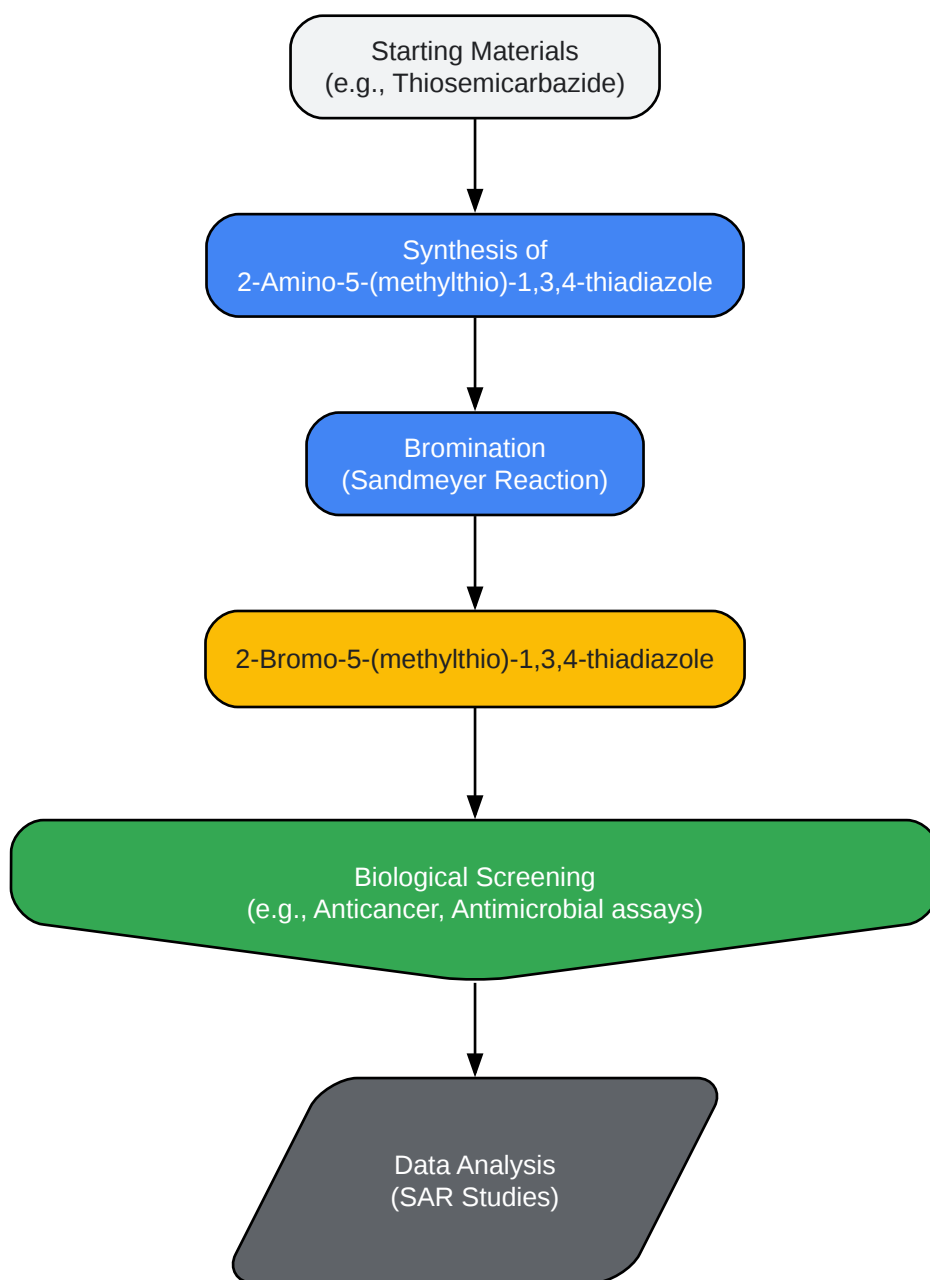 Starting Materials
(e.g., Thiosemicarbazide)
Synthesis of
2-Amino-5-(methylthio)-1,3,4-thiadiazole
Bromination
(Sandmeyer Reaction)
2-Bromo-5-(methylthio)-1,3,4-thiadiazole
Biological Screening
(e.g., Anticancer, Antimicrobial assays)
Data Analysis
(SAR Studies)